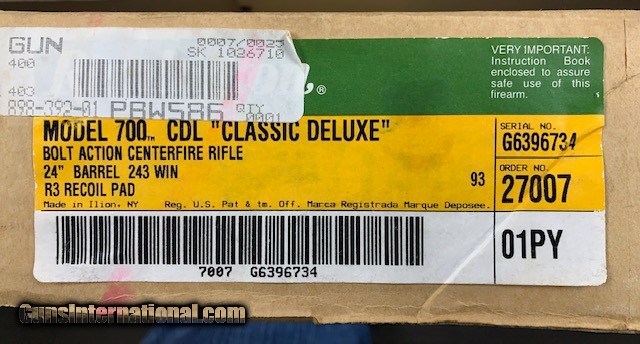 GUN
400
403
0007/0025
SK 1026710
898-792-01 PBW586 QTY
0001
®
VERY IMPORTANT:
Instruction Book
enclosed to assure
safe use of this
firearm.
MODEL 700™ CDL "CLASSIC DELUXE"
BOLT ACTION CENTERFIRE RIFLE
24" BARREL 243 WIN
R3 RECOIL PAD
93
Made in Ilion, NY Reg. U.S. Pat & tm. Off. Marca Registrada Marque Deposee.
SERIAL NO.
G6396734
ORDER NO.
27007
01PY
7007 G6396734
GunsInternational.com